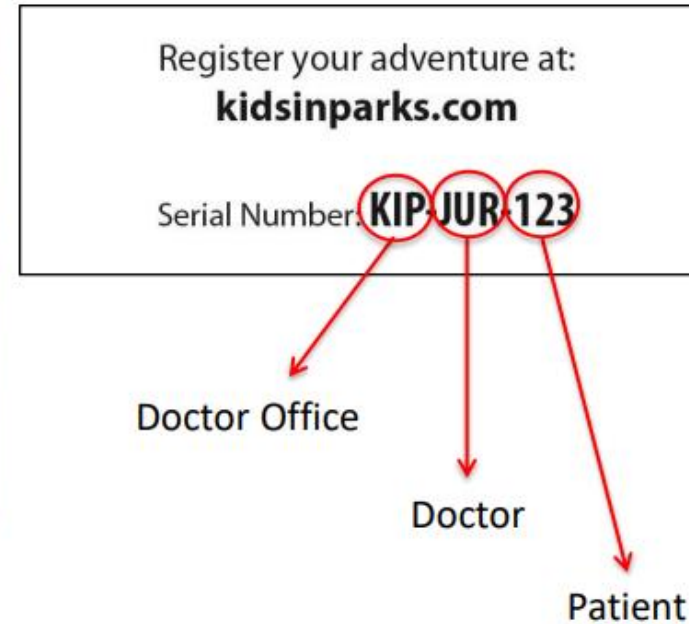 Register your adventure at:
kidsinparks.com
Serial Number: KIP-JUR-123
Doctor Office
Doctor
Patient